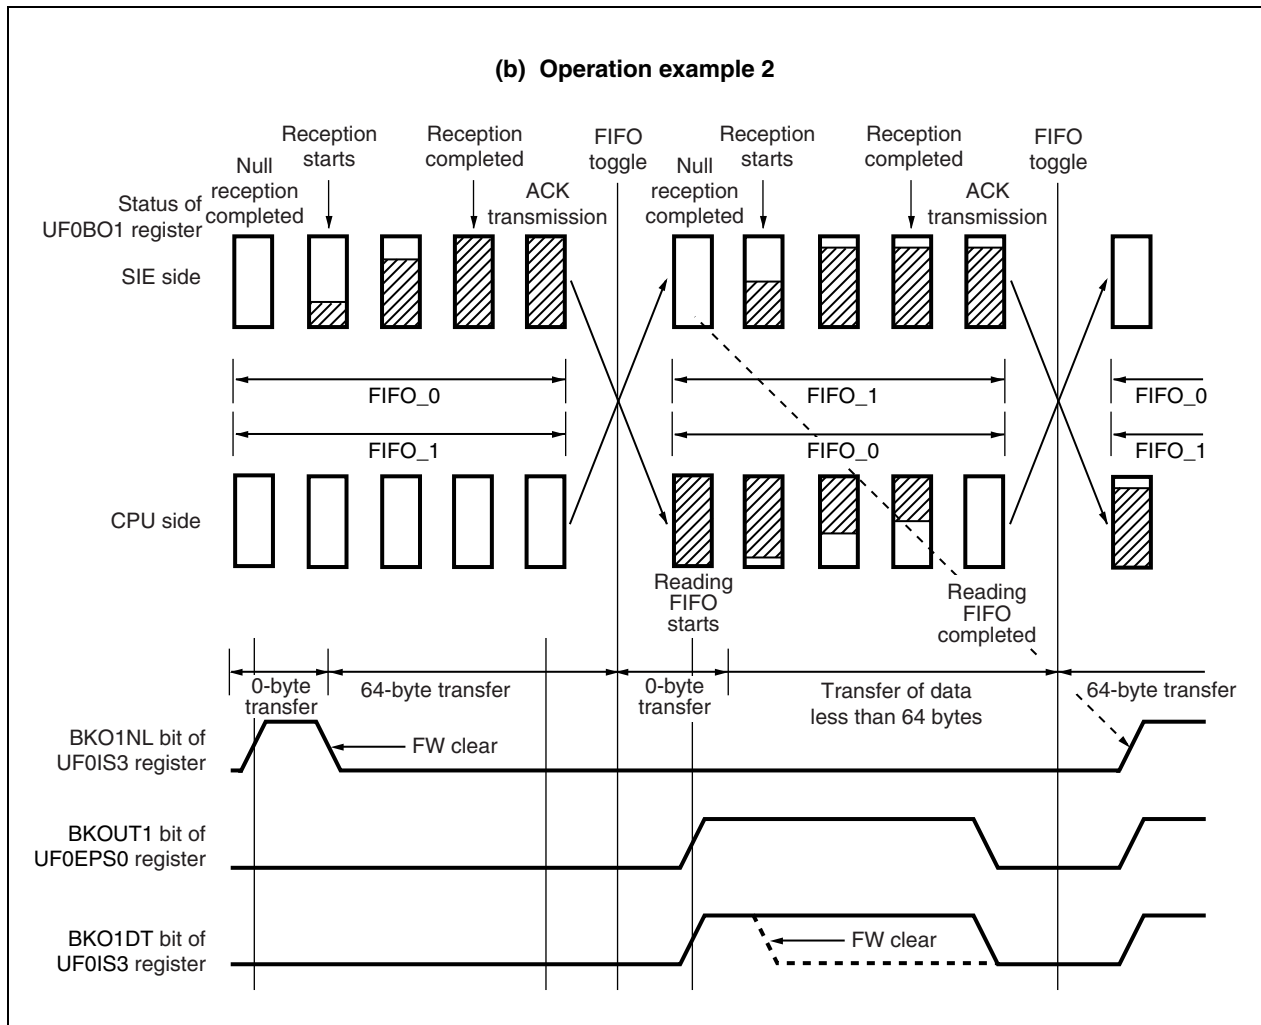 (b) Operation example 2
Reception
starts
Reception
completed
FIFO
toggle
Reception
starts
Reception
completed
FIFO
toggle
Null
reception
completed
ACK
transmission
Null
reception
completed
ACK
transmission
Status of
UF0BO1 register
SIE side
FIFO_0
FIFO_1
FIFO_0
FIFO_1
FIFO_0
FIFO_1
CPU side
Reading
FIFO
starts
Reading
FIFO
completed
0-byte
transfer
64-byte transfer
0-byte
transfer
Transfer of data
less than 64 bytes
64-byte transfer
BKO1NL bit of
UF0IS3 register
FW clear
BKOUT1 bit of
UF0EPS0 register
BKO1DT bit of
UF0IS3 register
FW clear